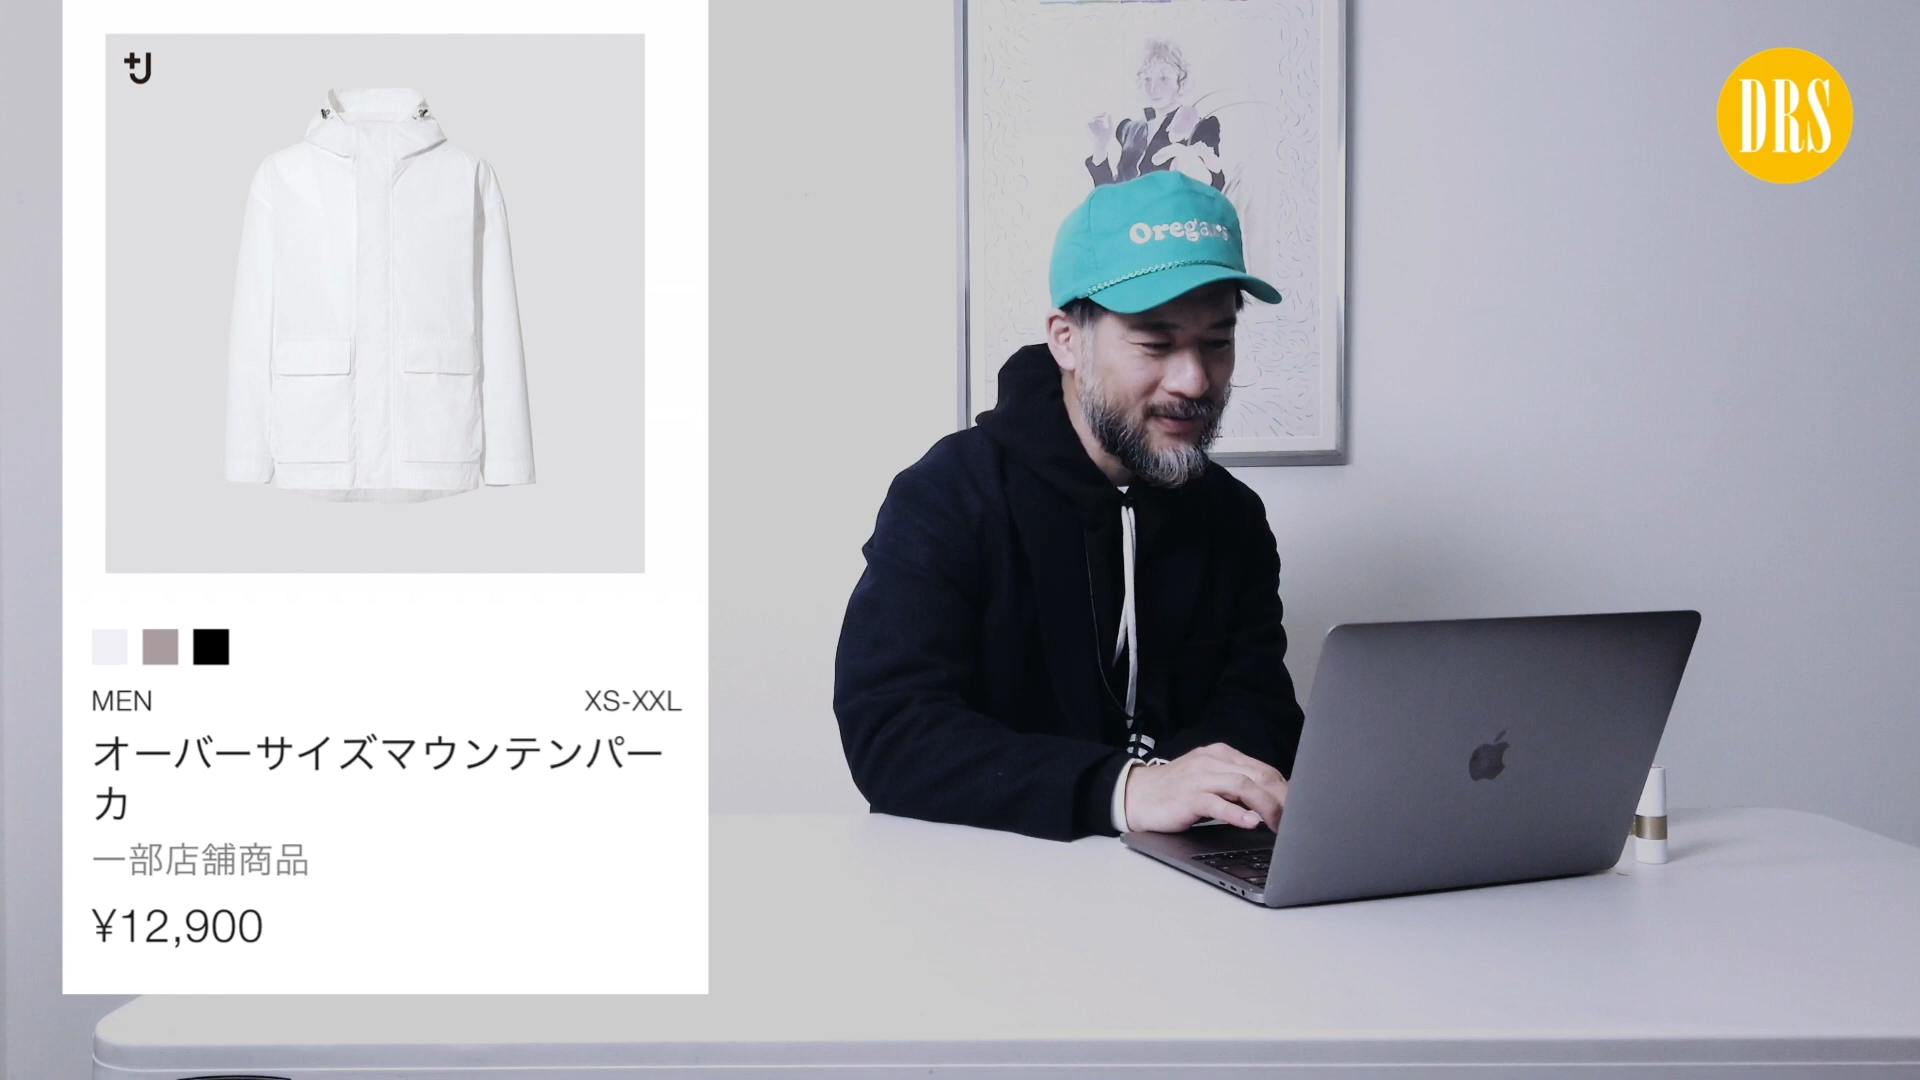 +J
MEN
XS-XXL
オーバーサイズマウンテンパー
カ
一部店舗商品
¥12,900
DRS